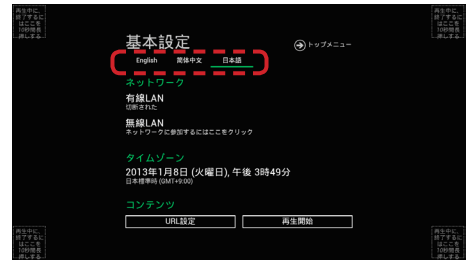 再生中に、
終了するに
はここを
10秒間長
押しする
再生中に、
終了するに
はここを
10秒間長
押しする
基本設定
トップメニュー
English 简体中文 日本語
ネットワーク
有線LAN
切断された
無線LAN
ネットワークに参加するにはここをクリック
タイムゾーン
2013年1月8日 (火曜日), 午後 3時49分
日本標準時 (GMT+9:00)
コンテンツ
URL設定 再生開始
再生中に、
終了するに
はここを
10秒間長
押しする
再生中に、
終了するに
はここを
10秒間長
押しする